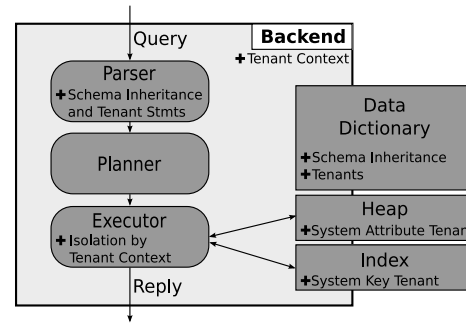 Query
Backend
✚Tenant Context
Parser
✚Schema Inheritance
and Tenant Stmts
Planner
Executor
✚Isolation by
Tenant Context
Reply
Data
Dictionary
✚Schema Inheritance
✚Tenants
Heap
✚System Attribute Tenant
Index
✚System Key Tenant